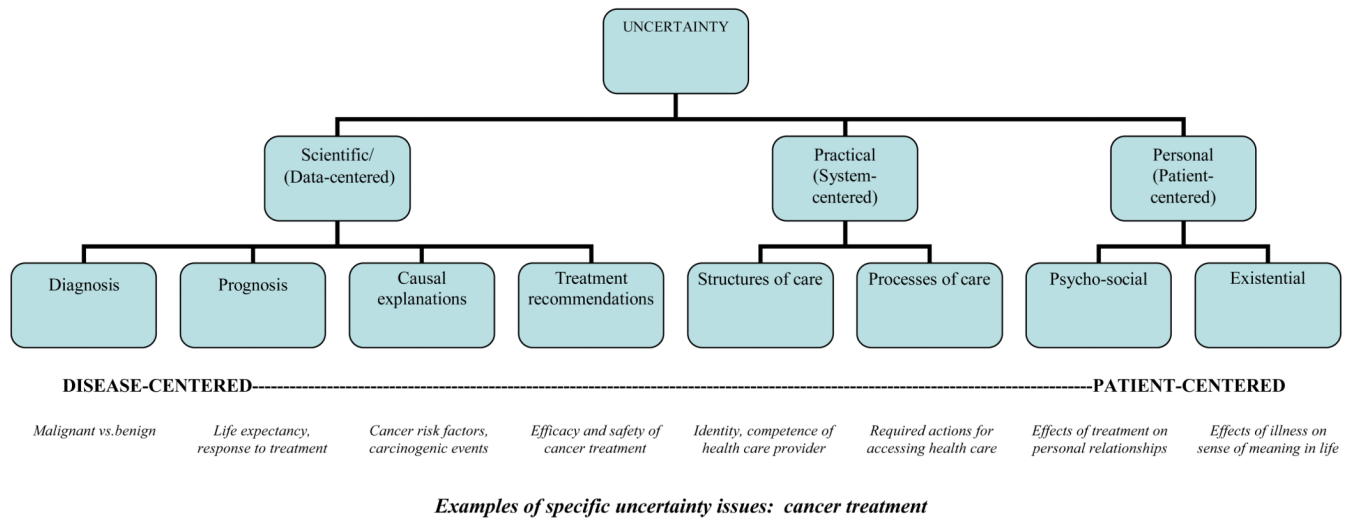 UNCERTAINTY
Scientific/
(Data-centered)
Practical
(System-
centered)
Personal
(Patient-
centered)
Diagnosis
Prognosis
Causal
explanations
Treatment
recommendations
Structures of care
Processes of care
Psycho-social
Existential
DISEASE-CENTERED--------------------------------------------------------------------------------------------------------------------------PATIENT-CENTERED
Malignant vs.benign
Life expectancy,
response to treatment
Cancer risk factors,
carcinogenic events
Efficacy and safety of
cancer treatment
Identity, competence of
health care provider
Required actions for
accessing health care
Effects of treatment on
personal relationships
Effects of illness on
sense of meaning in life
Examples of specific uncertainty issues:  cancer treatment